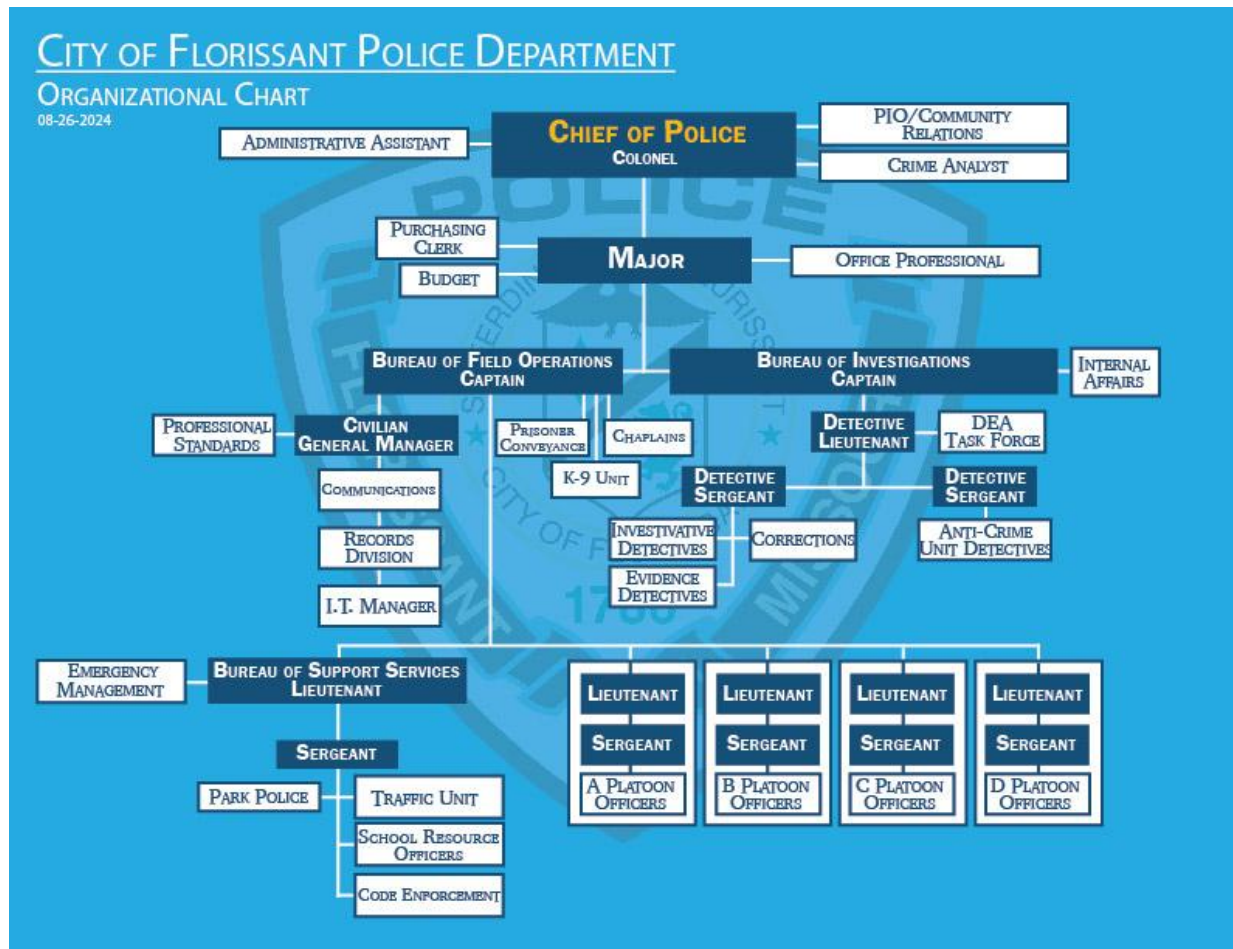 CITY OF FLORISSANT POLICE DEPARTMENT
ORGANIZATIONAL CHART
08-26-2024
ADMINISTRATIVE ASSISTANT
CHIEF OF POLICE
COLONEL
PIO/COMMUNITY
RELATIONS
CRIME ANALYST
PURCHASING
CLERK
BUDGET
MAJOR
OFFICE PROFESSIONAL
BUREAU OF FIELD OPERATIONS
CAPTAIN
BUREAU OF INVESTIGATIONS
CAPTAIN
INTERNAL
AFFAIRS
PROFESSIONAL
STANDARDS
CIVILIAN
GENERAL MANAGER
PRISONER
CONVEYANCE
K-9 UNIT
CHAPLAINS
DETECTIVE
LIEUTENANT
DEA
TASK FORCE
COMMUNICATIONS
RECORDS
DIVISION
I.T. MANAGER
DETECTIVE
SERGEANT
DETECTIVE
SERGEANT
INVESTIVATIVE
DETECTIVES
CORRECTIONS
EVIDENCE
DETECTIVES
ANTI-CRIME
UNIT DETECTIVES
EMERGENCY
MANAGEMENT
BUREAU OF SUPPORT SERVICES
LIEUTENANT
SERGEANT
PARK POLICE
TRAFFIC UNIT
SCHOOL RESOURCE
OFFICERS
CODE ENFORCEMENT
LIEUTENANT
SERGEANT
A PLATOON
OFFICERS
LIEUTENANT
SERGEANT
B PLATOON
OFFICERS
LIEUTENANT
SERGEANT
C PLATOON
OFFICERS
LIEUTENANT
SERGEANT
D PLATOON
OFFICERS
POLICE